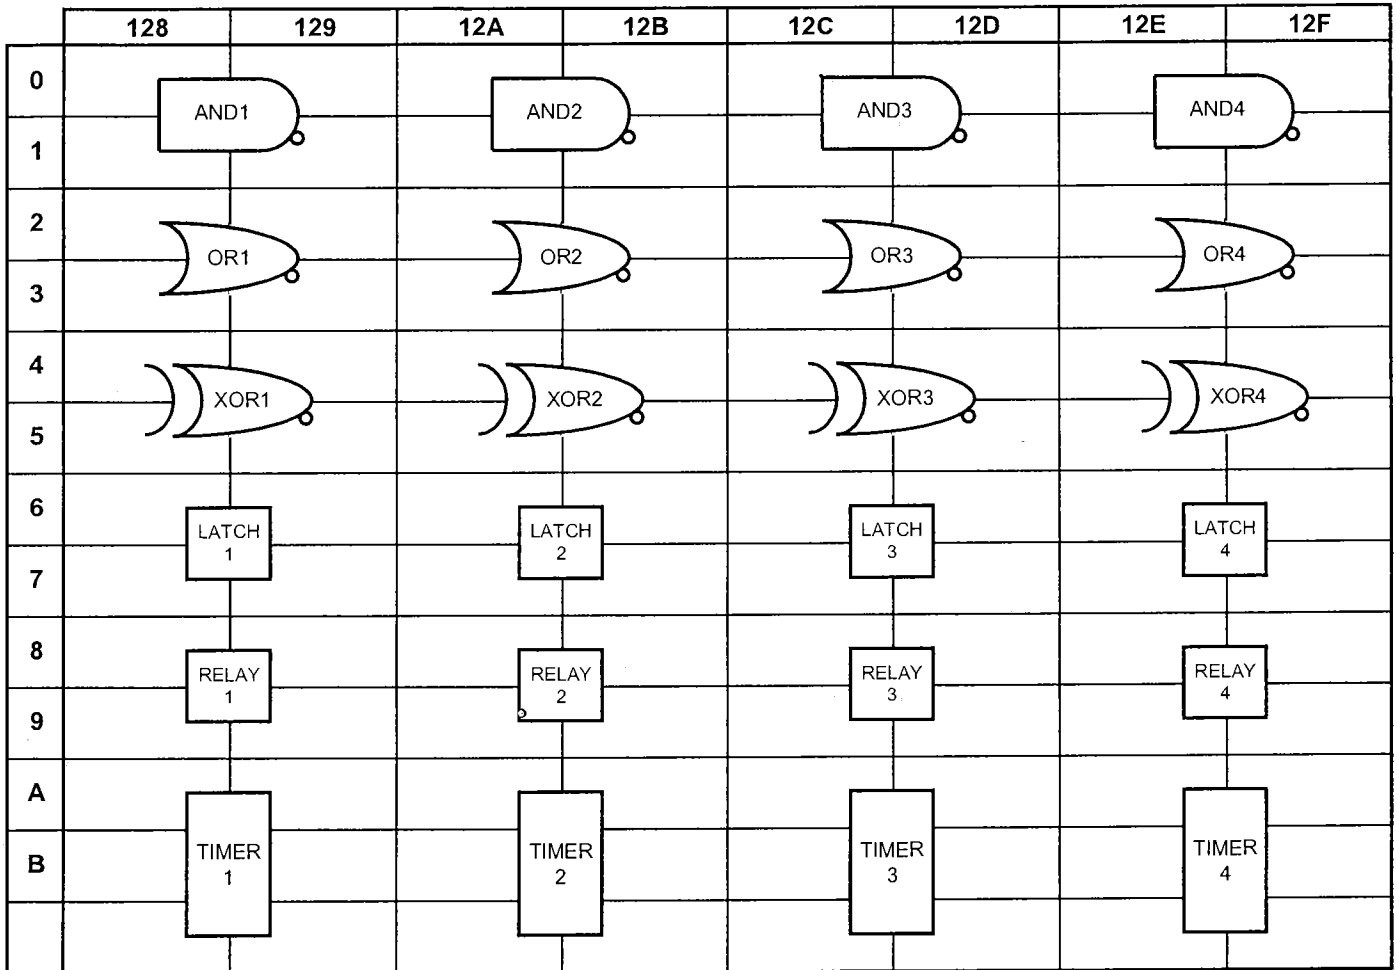 128 129 12A 12B 12C 12D 12E 12F
0
AND1 AND2 AND3 AND4
1
2
OR1 OR2 OR3 OR4
3
4
XOR1 XOR2 XOR3 XOR4
5
6
LATCH LATCH LATCH LATCH
1 2 3 4
7
8
RELAY RELAY RELAY RELAY
1 2 3 4
9
A
B
TIMER TIMER TIMER TIMER
1 2 3 4